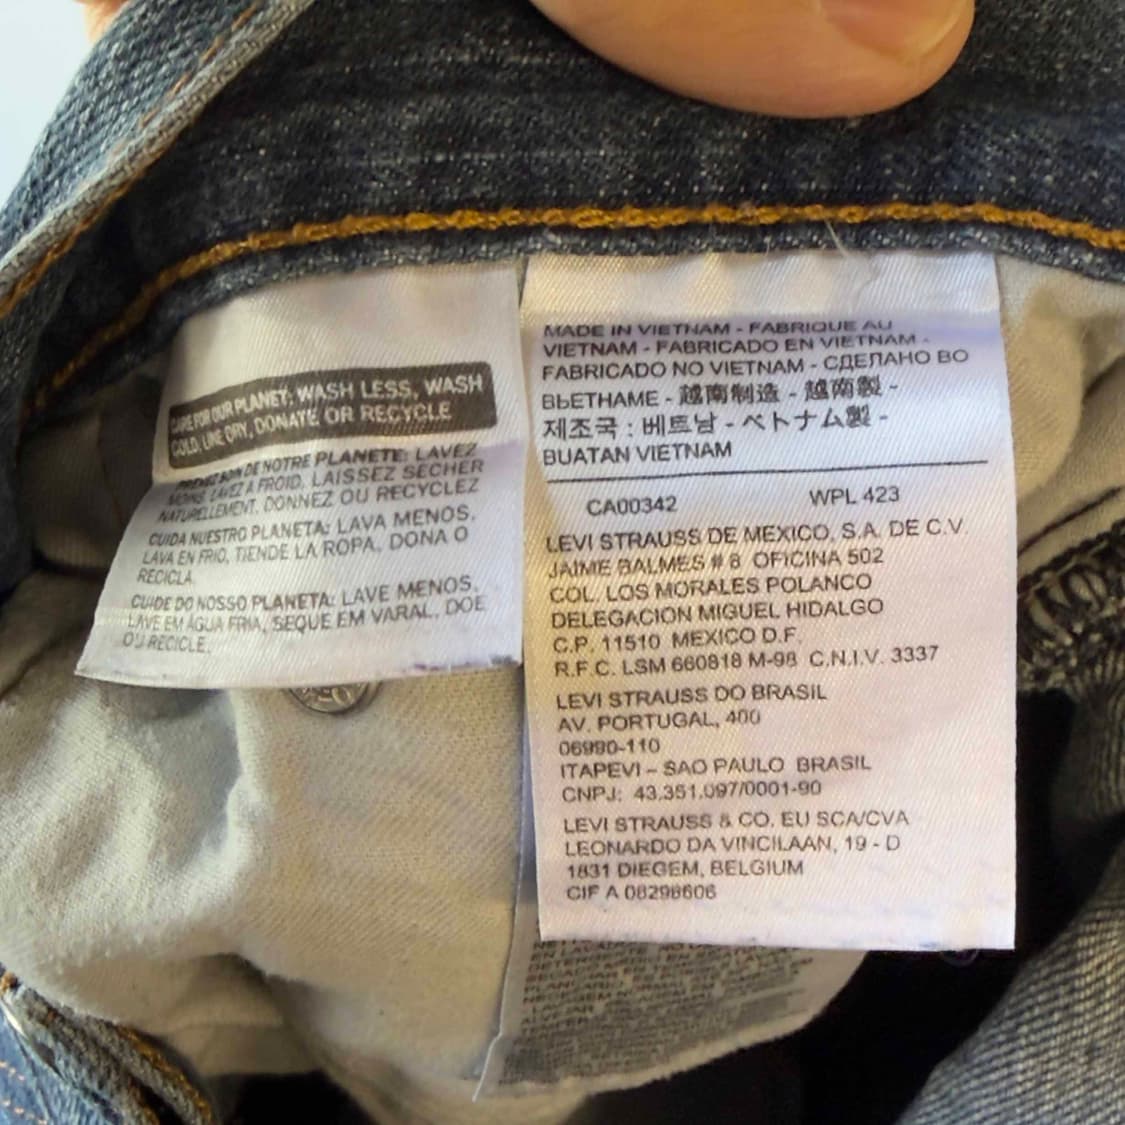 CARE FOR OUR PLANET: WASH LESS, WASH
COLD, LINE DRY, DONATE OR RECYCLE
PRENEZ SOIN DE NOTRE PLANETE: LAVEZ
MOINS, LAVEZ A FROID, LAISSEZ SECHER
NATURELLEMENT, DONNEZ OU RECYCLEZ
CUIDA NUESTRO PLANETA: LAVA MENOS,
LAVA EN FRIO, TIENDE LA ROPA, DONA O
RECICLA.
CUIDE DO NOSSO PLANETA: LAVE MENOS,
LAVE EM ÁGUA FRIA, SEQUE EM VARAL, DOE
OU RECICLE.
MADE IN VIETNAM - FABRIQUE AU
VIETNAM - FABRICADO EN VIETNAM -
FABRICADO NO VIETNAM - СДЕЛАНО ВО
ВЬЕТНАМЕ - 越南制造 - 越南製 -
제조국 : 베트남 - ベトナム製 -
BUATAN VIETNAM
CA00342 WPL 423
LEVI STRAUSS DE MEXICO, S.A. DE C.V.
JAIME BALMES # 8 OFICINA 502
COL. LOS MORALES POLANCO
DELEGACION MIGUEL HIDALGO
C.P. 11510 MEXICO D.F.
R.F.C. LSM 660818 M-98 C.N.I.V. 3337
LEVI STRAUSS DO BRASIL
AV. PORTUGAL, 400
06990-110
ITAPEVI – SAO PAULO BRASIL
CNPJ: 43.351.097/0001-90
LEVI STRAUSS & CO. EU SCA/CVA
LEONARDO DA VINCILAAN, 19 - D
1831 DIEGEM, BELGIUM
CIF A 08298606